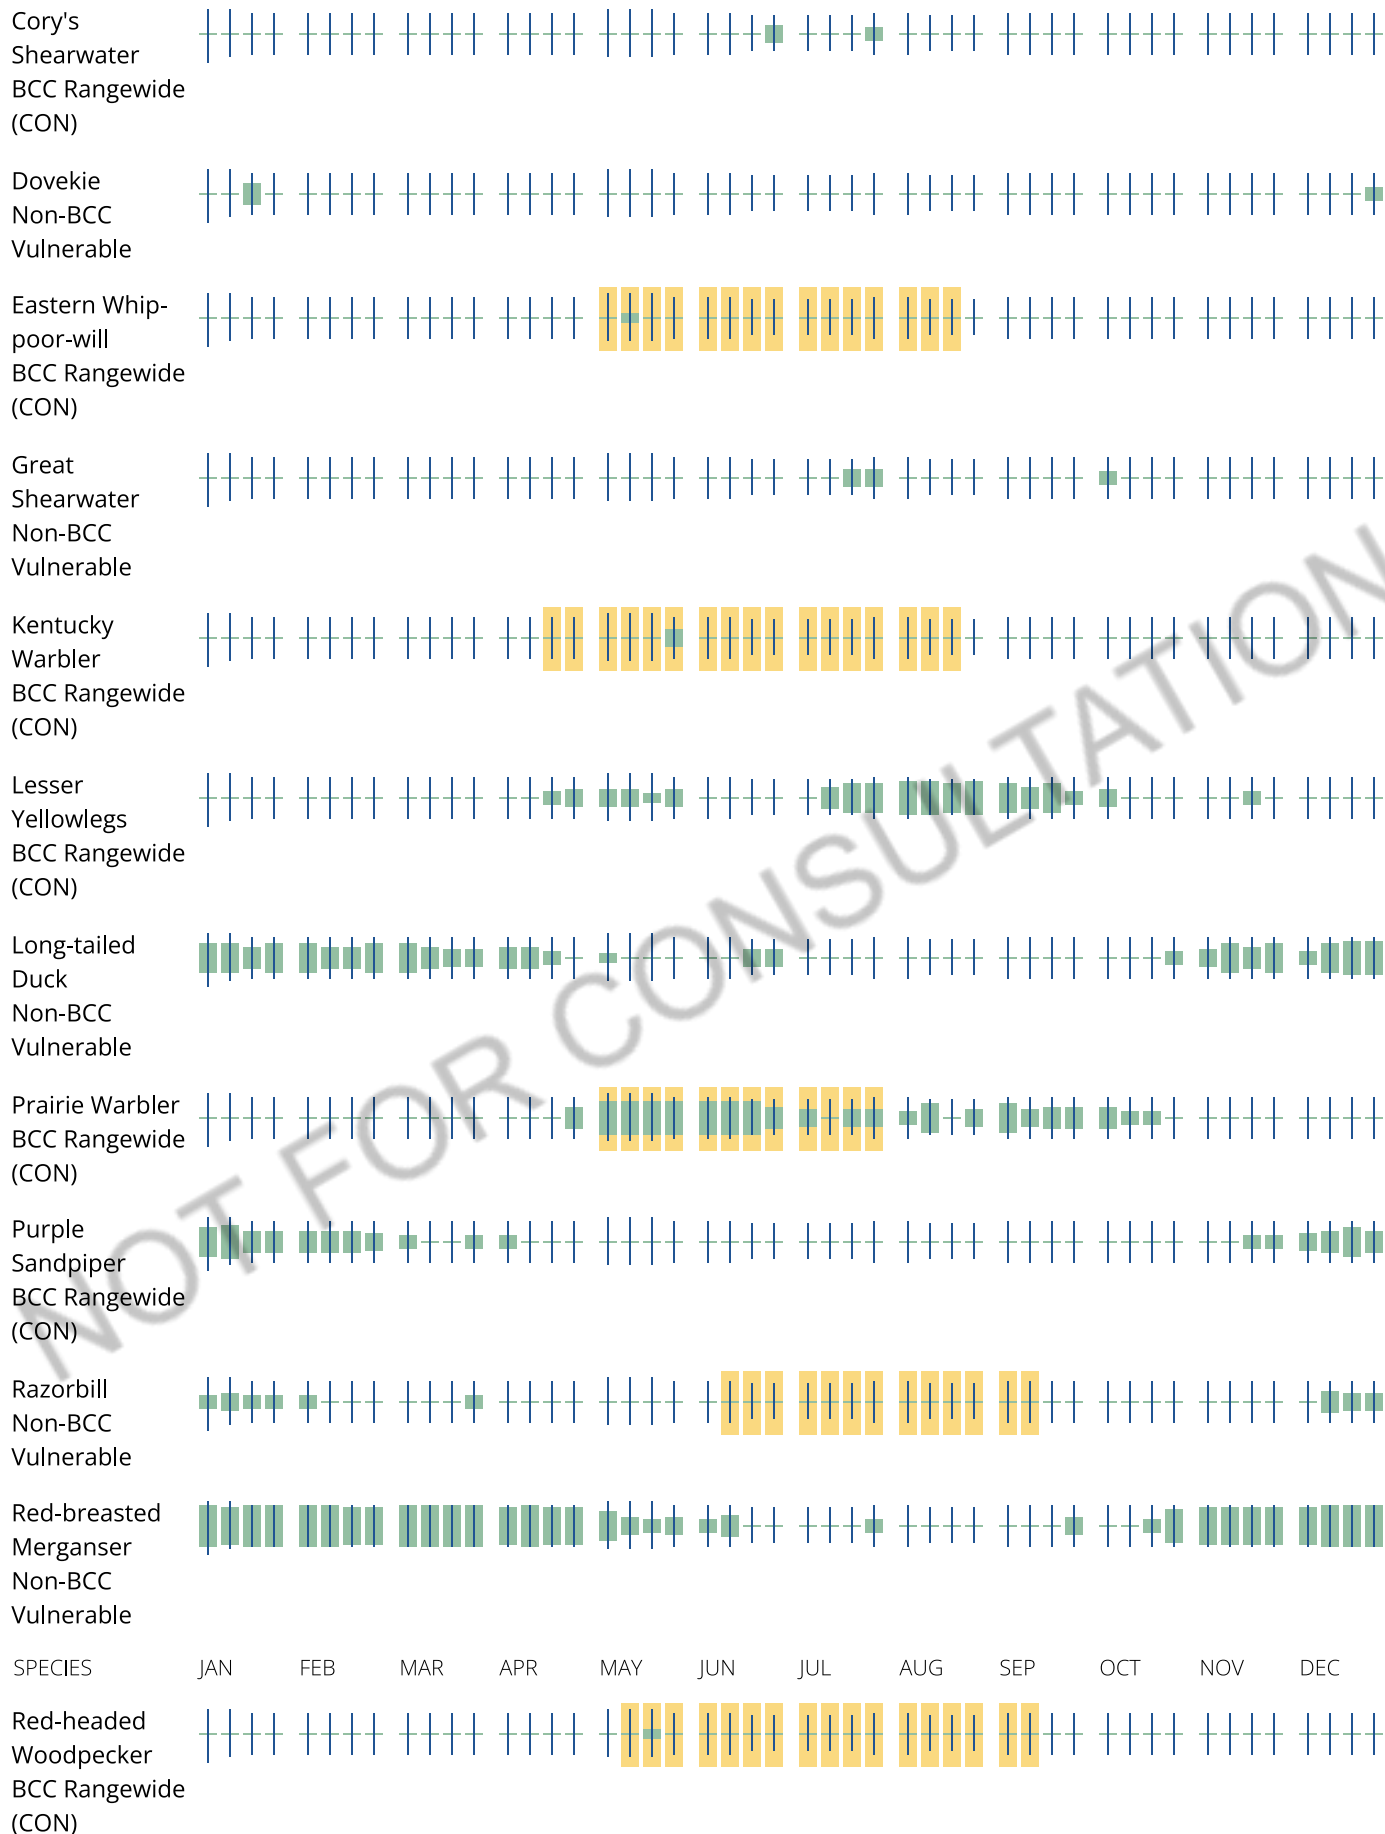 Cory's
Shearwater
BCC Rangewide
(CON)
Dovekie
Non-BCC
Vulnerable
Eastern Whip-
poor-will
BCC Rangewide
(CON)
Great
Shearwater
Non-BCC
Vulnerable
Kentucky
Warbler
BCC Rangewide
(CON)
Lesser
Yellowlegs
BCC Rangewide
(CON)
Long-tailed
Duck
Non-BCC
Vulnerable
Prairie Warbler
BCC Rangewide
(CON)
Purple
Sandpiper
BCC Rangewide
(CON)
Razorbill
Non-BCC
Vulnerable
Red-breasted
Merganser
Non-BCC
Vulnerable
SPECIES JAN FEB MAR APR MAY JUN JUL AUG SEP OCT NOV DEC
Red-headed
Woodpecker
BCC Rangewide
(CON)
NOT FOR CONSULTATION